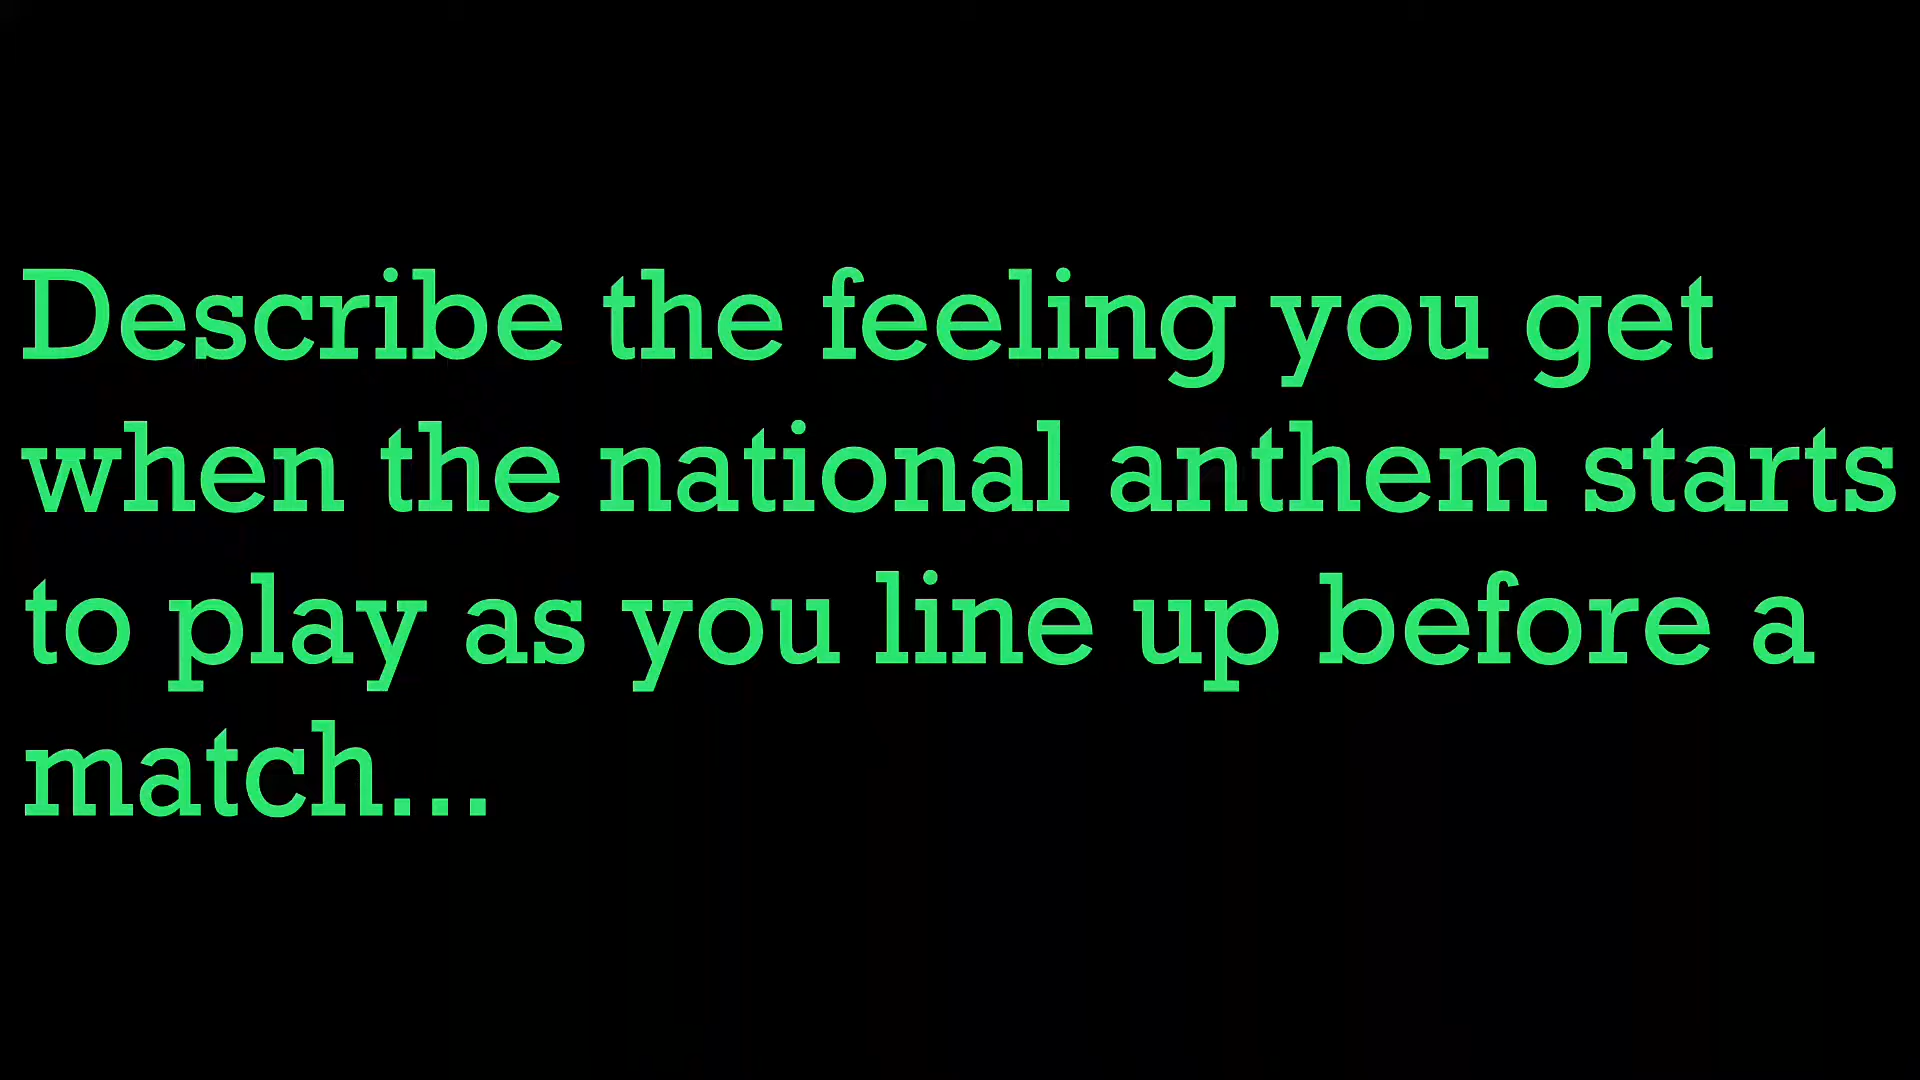 Describe the feeling you get
when the national anthem starts
to play as you line up before a
match...